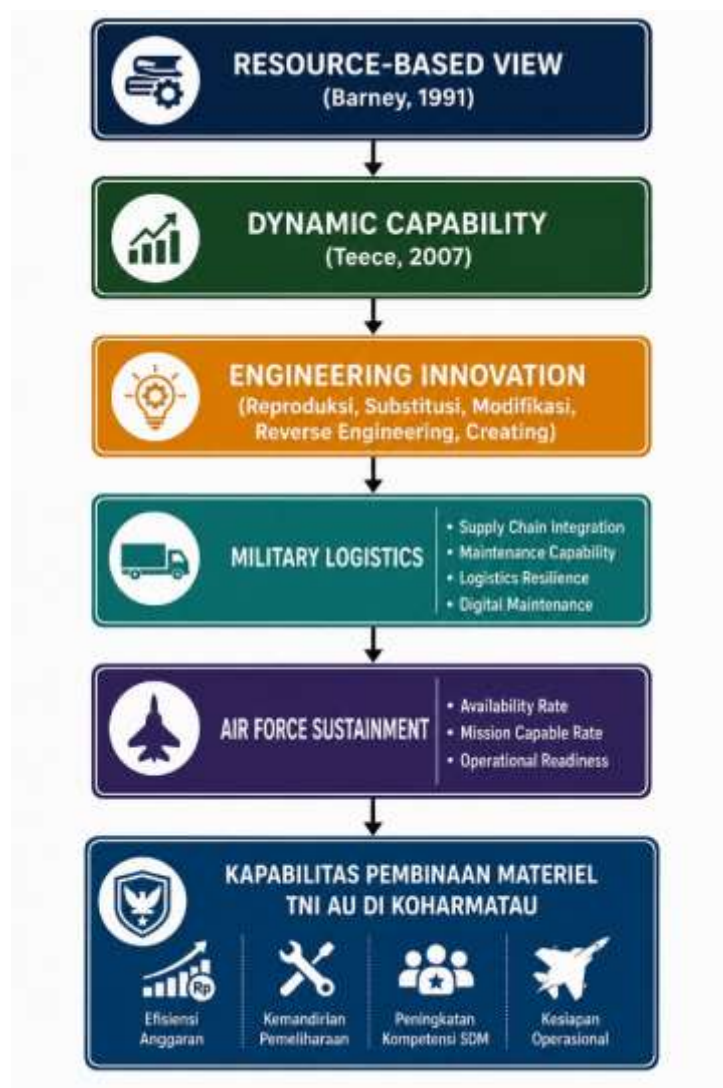 RESOURCE-BASED VIEW
(Barney, 1991)
DYNAMIC CAPABILITY
(Teece, 2007)
ENGINEERING INNOVATION
(Reproduksi, Substitusi, Modifikasi,
Reverse Engineering, Creating)
MILITARY LOGISTICS
• Supply Chain Integration
• Maintenance Capability
• Logistics Resilience
• Digital Maintenance
AIR FORCE SUSTAINMENT
• Availability Rate
• Mission Capable Rate
• Operational Readiness
KAPABILITAS PEMBINAAN MATERIEL
TNI AU DI KOHARMATAU
Rp
Efisiensi
Anggaran
Kemandirian
Pemeliharaan
Peningkatan
Kompetensi SDM
Kesiapan
Operasional